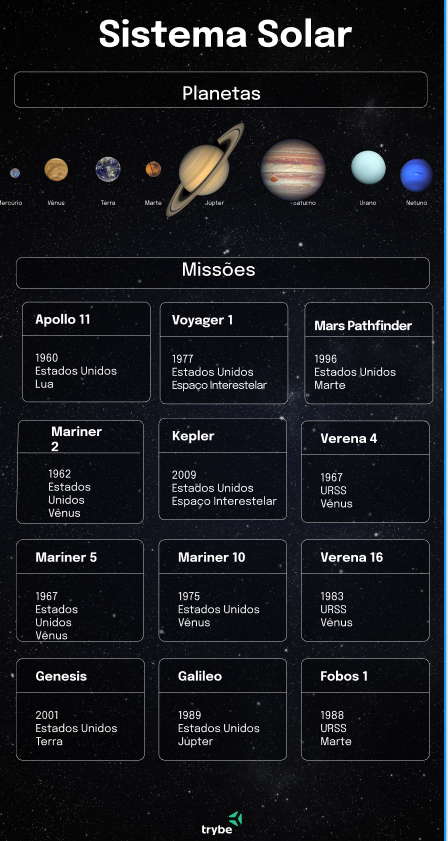 Sistema Solar
Planetas
Mercúrio Vênus Terra Marte Júpter Saturno Urano Netuno
Missões
Apollo 11
1960
Estados Unidos
Lua
Voyager 1
1977
Estados Unidos
Espaço Interestelar
Mars Pathfinder
1996
Estados Unidos
Marte
Mariner
2
1962
Estados
Unidos
Vênus
Kepler
2009
Estados Unidos
Espaço Interestelar
Verena 4
1967
URSS
Vênus
Mariner 5
1967
Estados
Unidos
Vênus
Mariner 10
1975
Estados Unidos
Vênus
Verena 16
1983
URSS
Vênus
Genesis
2001
Estados Unidos
Terra
Galileo
1989
Estados Unidos
Júpter
Fobos 1
1988
URSS
Marte
trybe